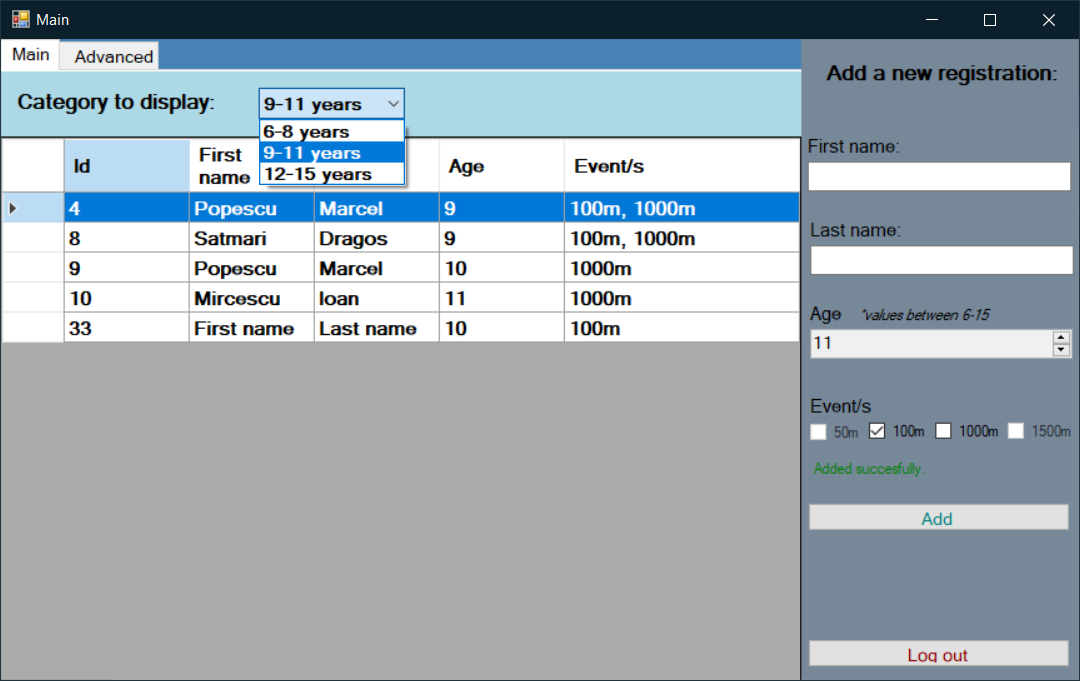 Main
Main Advanced
Category to display: 9-11 years
6-8 years
9-11 years
12-15 years
Id First name Age Event/s
4 Popescu Marcel 9 100m, 1000m
8 Satmari Dragos 9 100m, 1000m
9 Popescu Marcel 10 1000m
10 Mircescu Ioan 11 1000m
33 First name Last name 10 100m
Add a new registration:
First name:
Last name:
Age *values between 6-15
11
Event/s
50m 100m 1000m 1500m
Added succesfully.
Add
Log out